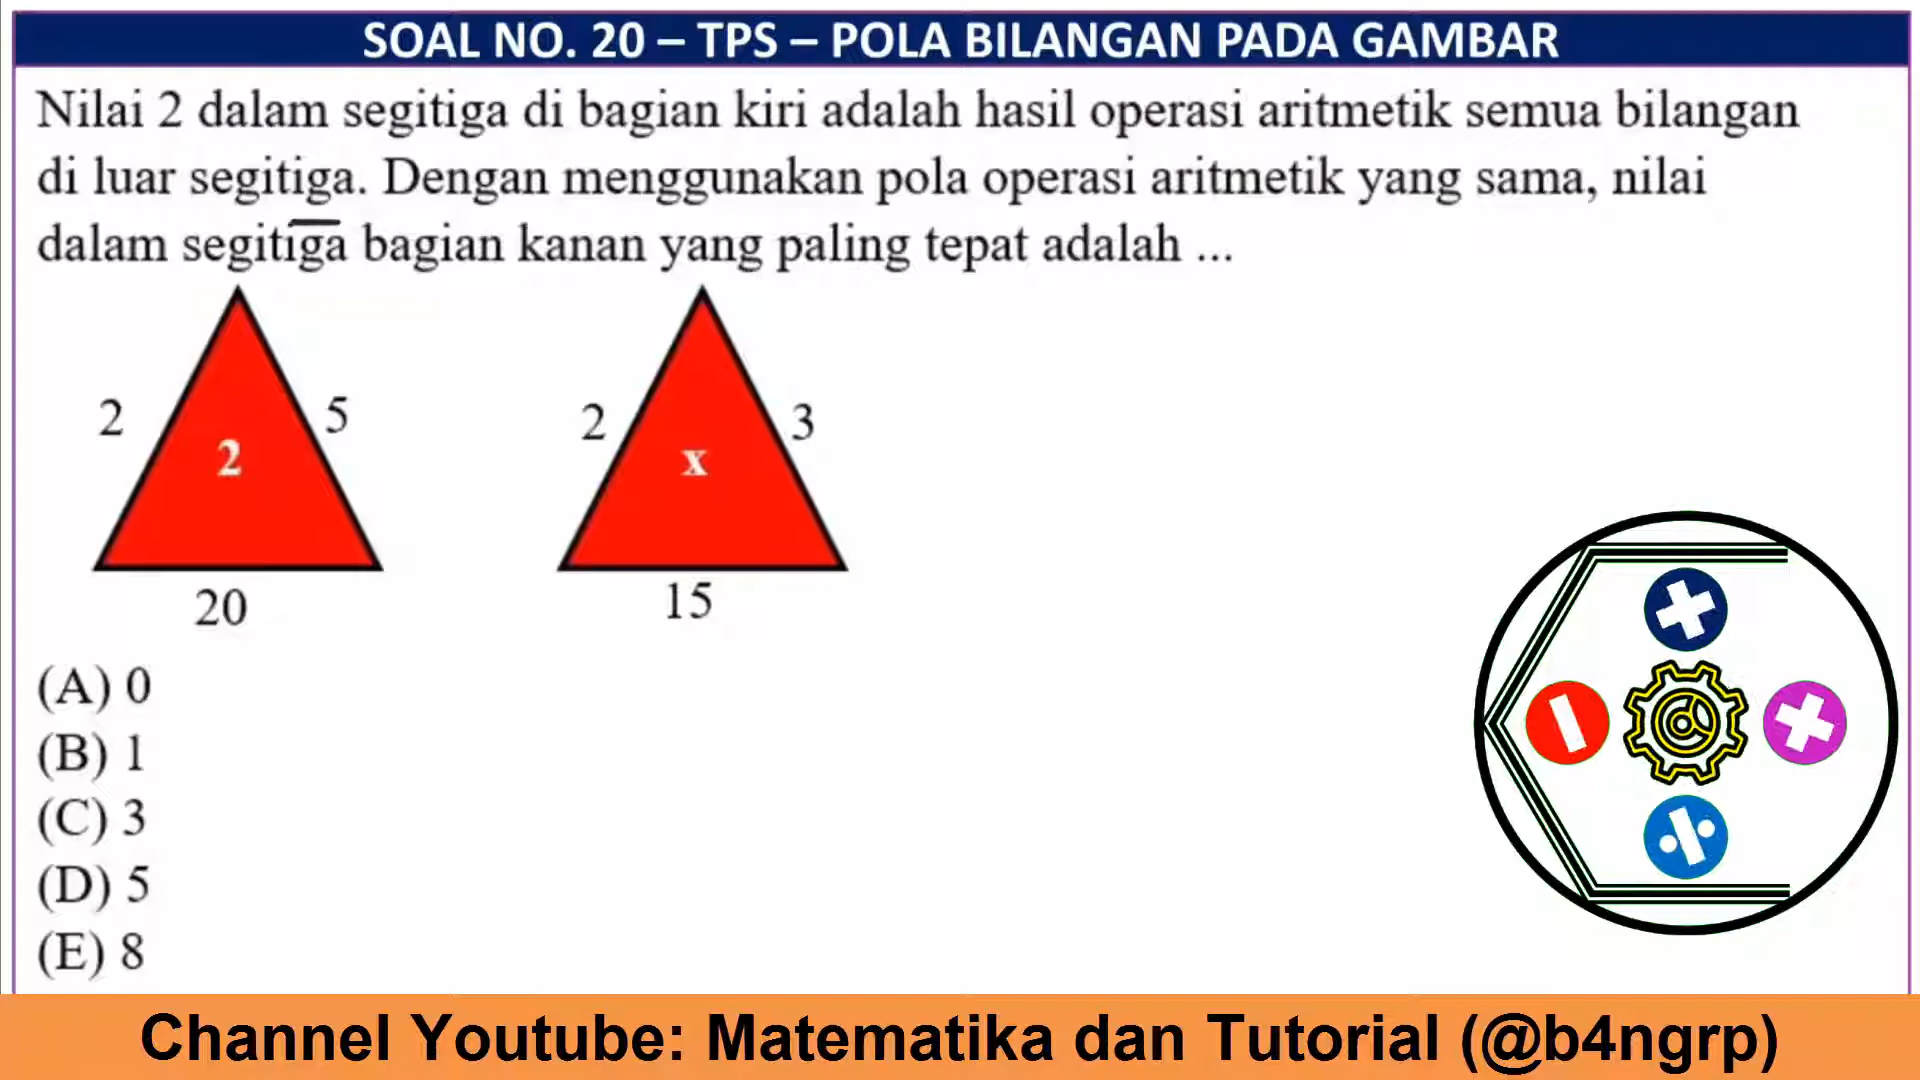 SOAL NO. 20 – TPS – POLA BILANGAN PADA GAMBAR
Nilai 2 dalam segitiga di bagian kiri adalah hasil operasi aritmetik semua bilangan
di luar segitiga. Dengan menggunakan pola operasi aritmetik yang sama, nilai
dalam segitiga bagian kanan yang paling tepat adalah ...
2 5 2 3
2 x
20 15
(A) 0
(B) 1
(C) 3
(D) 5
(E) 8
Channel Youtube: Matematika dan Tutorial (@b4ngrp)